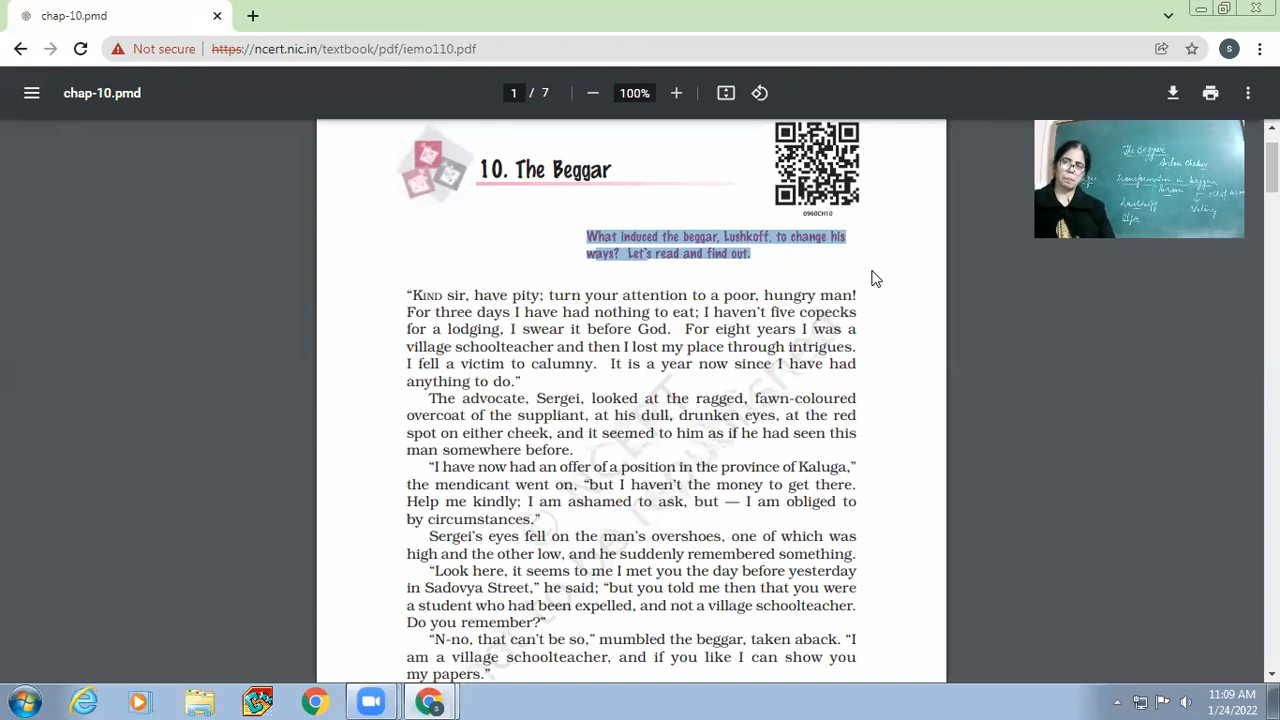 chap-10.pmd
Not secure
https://ncert.nic.in/textbook/pdf/iemo110.pdf
S
chap-10.pmd
1 / 7
100%
10. The Beggar
0960CH10
What induced the beggar, Lushkoff, to change his
ways? Let's read and find out.
“KIND sir, have pity; turn your attention to a poor, hungry man!
For three days I have had nothing to eat; I haven't five copecks
for a lodging, I swear it before God. For eight years I was a
village schoolteacher and then I lost my place through intrigues.
I fell a victim to calumny. It is a year now since I have had
anything to do.”
The advocate, Sergei, looked at the ragged, fawn-coloured
overcoat of the suppliant, at his dull, drunken eyes, at the red
spot on either cheek, and it seemed to him as if he had seen this
man somewhere before.
“I have now had an offer of a position in the province of Kaluga,”
the mendicant went on, “but I haven't the money to get there.
Help me kindly; I am ashamed to ask, but — I am obliged to
by circumstances.”
Sergei's eyes fell on the man's overshoes, one of which was
high and the other low, and he suddenly remembered something.
“Look here, it seems to me I met you the day before yesterday
in Sadovya Street,” he said; “but you told me then that you were
a student who had been expelled, and not a village schoolteacher.
Do you remember?”
“N-no, that can't be so,” mumbled the beggar, taken aback. “I
am a village schoolteacher, and if you like I can show you
my papers.”
© NCERT
not to be republished
The Beggar
Transformation in beggar
Lushkoff
11:09 AM
1/24/2022